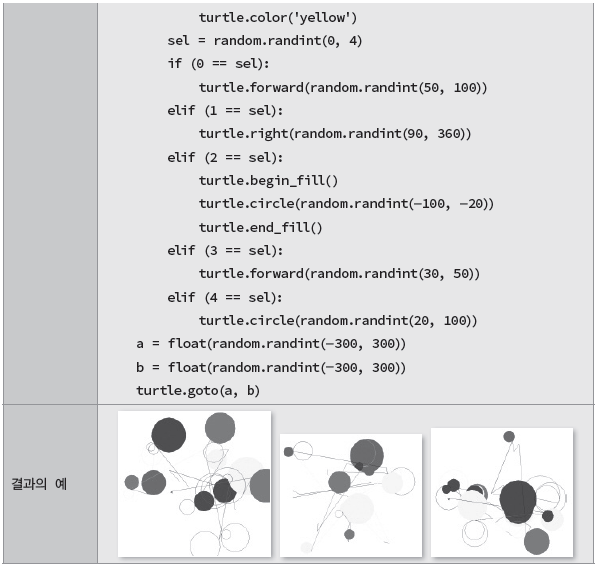 turtle.color('yellow')
sel = random.randint(0, 4)
if (0 == sel):
turtle.forward(random.randint(50, 100))
elif (1 == sel):
turtle.right(random.randint(90, 360))
elif (2 == sel):
turtle.begin_fill()
turtle.circle(random.randint(−100, −20))
turtle.end_fill()
elif (3 == sel):
turtle.forward(random.randint(30, 50))
elif (4 == sel):
turtle.circle(random.randint(20, 100))
a = float(random.randint(−300, 300))
b = float(random.randint(−300, 300))
turtle.goto(a, b)
결과의 예